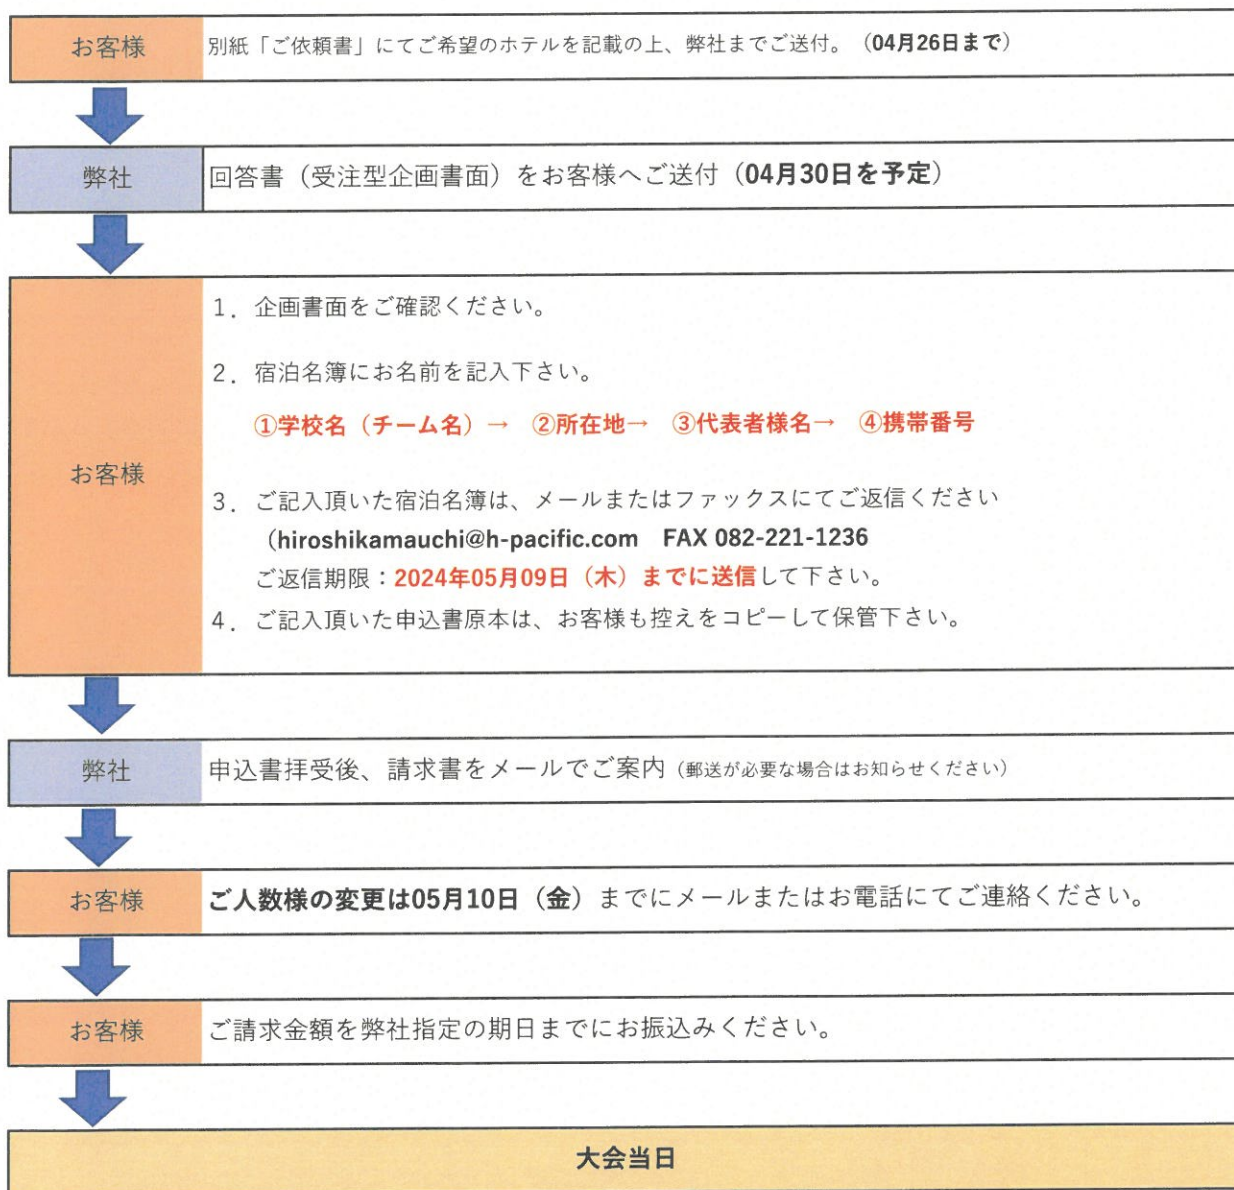 お客様 別紙「ご依頼書」にてご希望のホテルを記載の上、弊社までご送付。（04月26日まで）
弊社 回答書（受注型企画書面）をお客様へご送付（04月30日を予定）
お客様
1．企画書面をご確認ください。
2．宿泊名簿にお名前を記入下さい。
①学校名（チーム名）→ ②所在地→ ③代表者様名→ ④携帯番号
3．ご記入頂いた宿泊名簿は、メールまたはファックスにてご返信ください
（hiroshikamauchi@h-pacific.com FAX 082-221-1236
ご返信期限：2024年05月09日（木）までに送信して下さい。
4．ご記入頂いた申込書原本は、お客様も控えをコピーして保管下さい。
弊社 申込書拝受後、請求書をメールでご案内（郵送が必要な場合はお知らせください）
お客様 ご人数様の変更は05月10日（金）までにメールまたはお電話にてご連絡ください。
お客様 ご請求金額を弊社指定の期日までにお振込みください。
大会当日